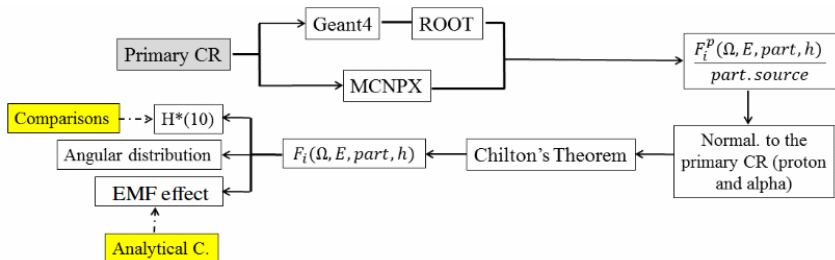 Geant4
ROOT
Primary CR
MCNPX
F_i^p(Ω, E, part, h)
part.source
Comparisons
H*(10)
Angular distribution
EMF effect
Analytical C.
F_i(Ω, E, part, h)
Chilton's Theorem
Normal. to the
primary CR (proton
and alpha)